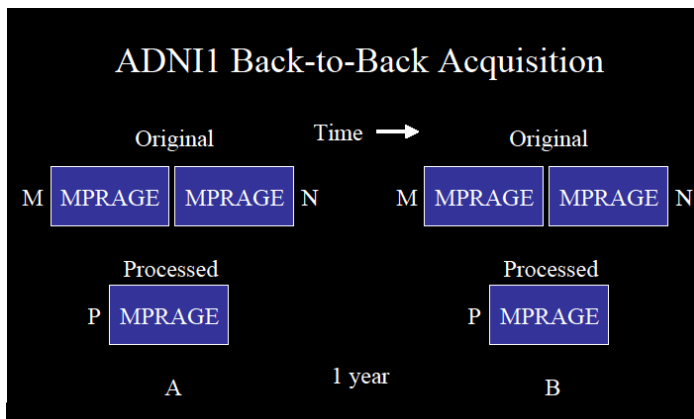 ADNI1 Back-to-Back Acquisition
Original Time Original
M MPRAGE MPRAGE N M MPRAGE MPRAGE N
Processed Processed
P MPRAGE P MPRAGE
A 1 year B